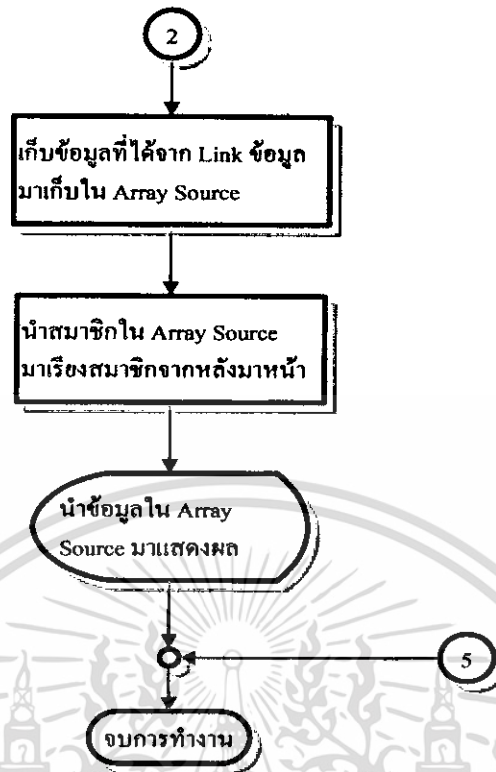 2
เก็บข้อมูลที่ได้จาก Link ข้อมูล
มาเก็บใน Array Source
นำสมาชิกใน Array Source
มาเรียงสมาชิกจากหลังมาหน้า
นำข้อมูลใน Array
Source มาแสดงผล
5
จบการทำงาน